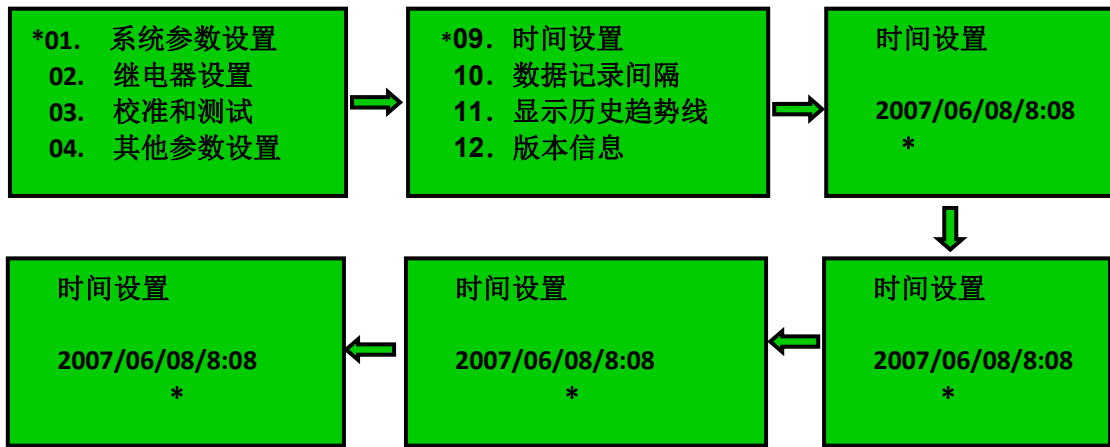 *01. 系统参数设置
02. 继电器设置
03. 校准和测试
04. 其他参数设置
*09. 时间设置
10. 数据记录间隔
11. 显示历史趋势线
12. 版本信息
时间设置
2007/06/08/8:08
*
时间设置
2007/06/08/8:08
*
时间设置
2007/06/08/8:08
*
时间设置
2007/06/08/8:08
*